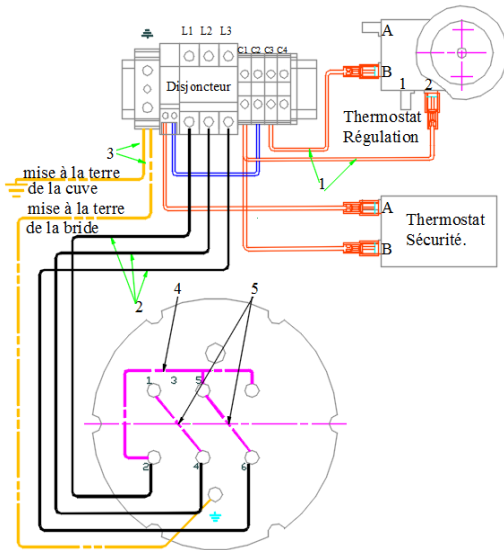 L1 L2 L3
A
C1 C2 C3 C4
Disjoncteur
B
1 2
Thermostat
Régulation
3
mise à la terre
de la cuve
1
mise à la terre
de la bride
A
Thermostat
Sécurité.
B
2
4
5
1 3 5
2 4 6